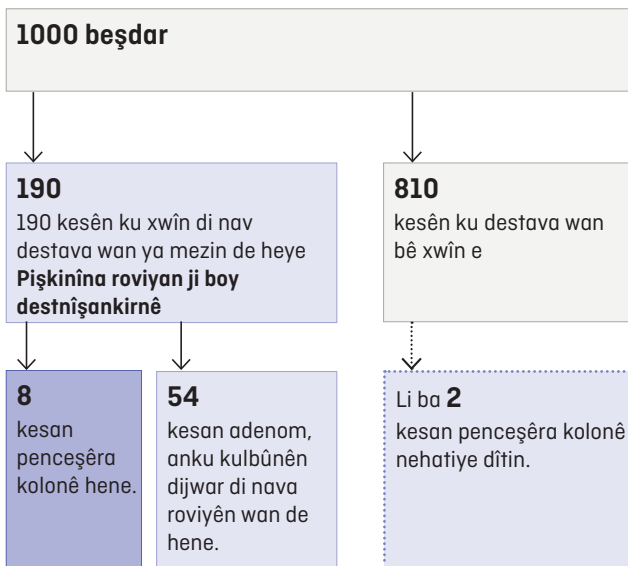 1000 beşdar
190
190 kesên ku xwîn di nav
destava wan ya mezin de heye
Pişkinîna roviyan ji boy
destnîşankirnê
810
kesên ku destava wan
bê xwîn e
8
kesan
penceşêra
kolonê hene.
54
kesan adenom,
anku kulbûnên
dijwar di nava
roviyên wan de
hene.
Li ba 2
kesan penceşêra kolonê
nehatiye dîtin.